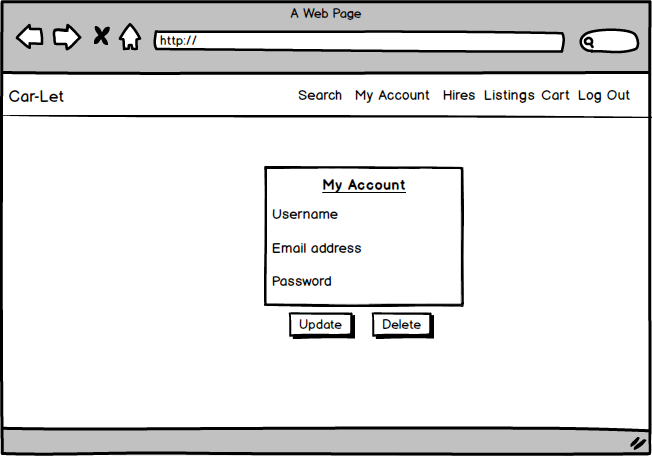 A Web Page
http://
Car-Let Search My Account Hires Listings Cart Log Out
My Account
Username
Email address
Password
Update Delete